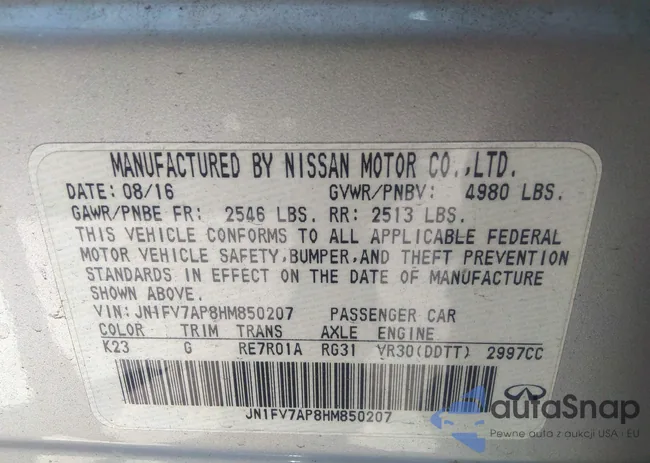 MANUFACTURED BY NISSAN MOTOR CO.,LTD.
DATE: 08/16 GVWR/PNBV: 4980 LBS.
GAWR/PNBE FR: 2546 LBS. RR: 2513 LBS.
THIS VEHICLE CONFORMS TO ALL APPLICABLE FEDERAL
MOTOR VEHICLE SAFETY, BUMPER, AND THEFT PREVENTION
STANDARDS IN EFFECT ON THE DATE OF MANUFACTURE
SHOWN ABOVE.
VIN: JN1FV7AP8HM850207 PASSENGER CAR
COLOR TRIM TRANS AXLE ENGINE
K23 G RE7R01A RG31 VR30(DDTT) 2997CC
JN1FV7AP8HM850207
autaSnap
Pewne auta z aukcji USA i EU